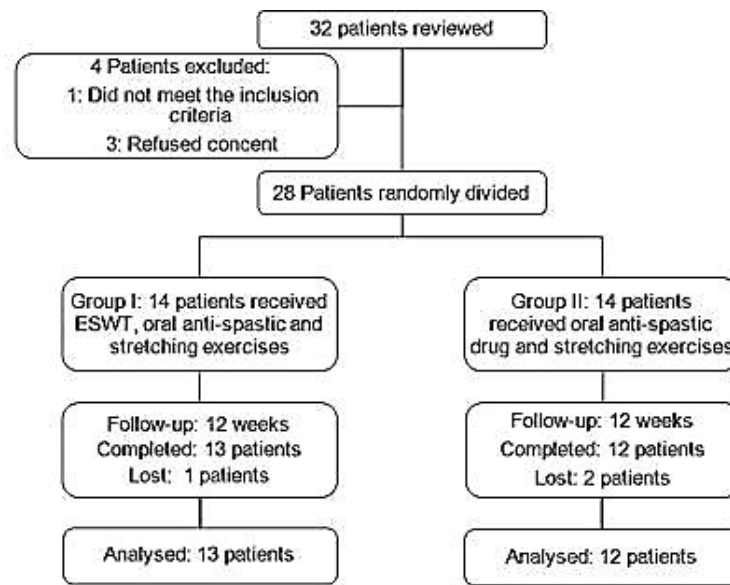 32 patients reviewed
4 Patients excluded:
1: Did not meet the inclusion
criteria
3: Refused concent
28 Patients randomly divided
Group I: 14 patients received
ESWT, oral anti-spastic and
stretching exercises
Group II: 14 patients
received oral anti-spastic
drug and stretching exercises
Follow-up: 12 weeks
Completed: 13 patients
Lost: 1 patients
Follow-up: 12 weeks
Completed: 12 patients
Lost: 2 patients
Analysed: 13 patients
Analysed: 12 patients